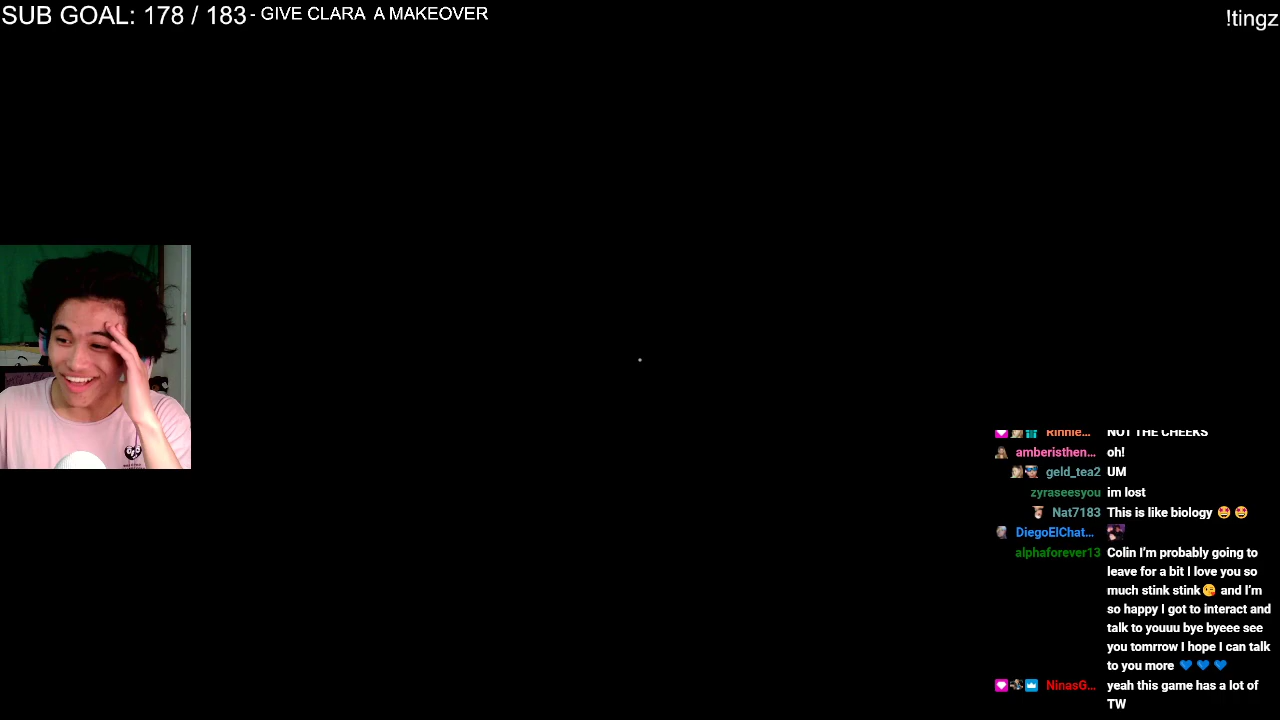 SUB GOAL: 178 / 183 - GIVE CLARA A MAKEOVER
!tingz
Rinnie... NOT THE CHEEKS
amberisthen... oh!
geld_tea2 UM
zyraseesyou im lost
Nat7183 This is like biology 🤩 🤩
DiegoElChat...
alphaforever13 Colin I'm probably going to
leave for a bit I love you so
much stink stink😘 and I'm
so happy I got to interact and
talk to youuu bye byeee see
you tomrrow I hope I can talk
to you more 💙 💙 💙
NinasG... yeah this game has a lot of
TW